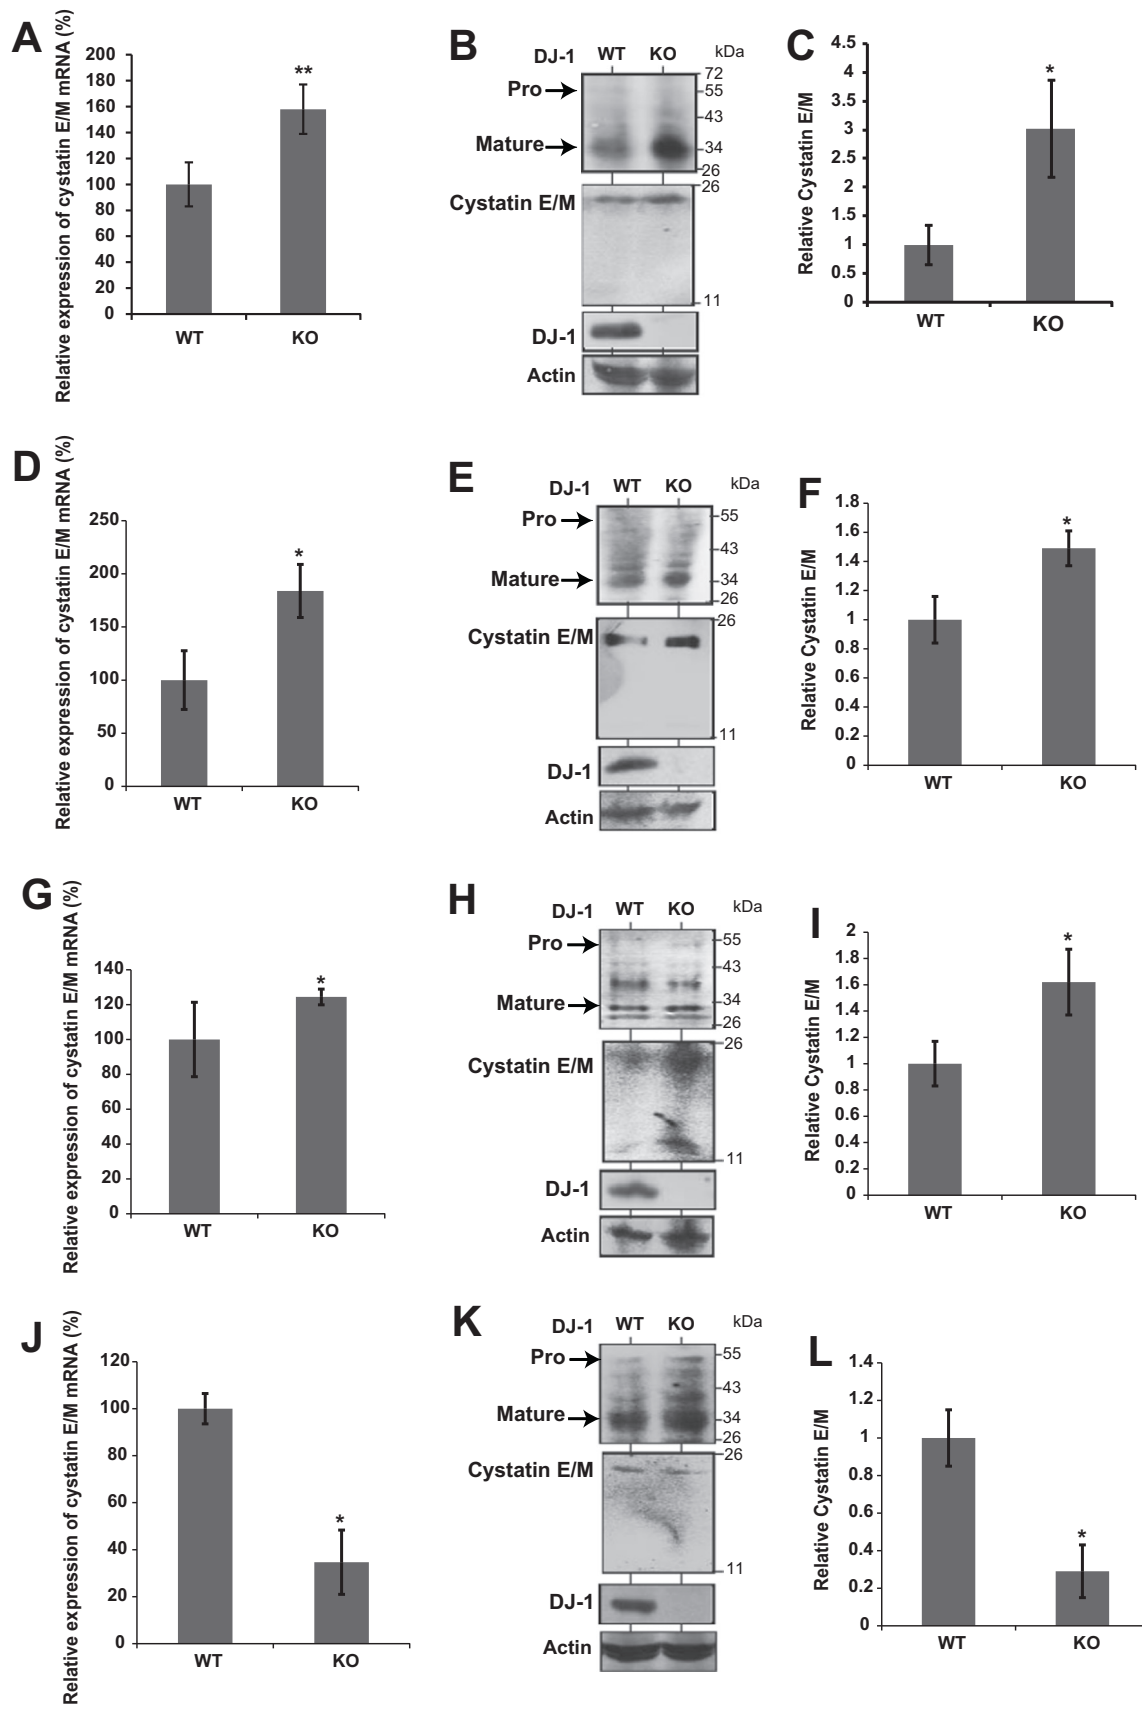 A
Relative expression of cystatin E/M mRNA (%)
200
180
160
140
120
100
80
60
40
20
0
**
WT KO
B
DJ-1 WT KO kDa
Pro
Mature
72
55
43
34
26
26
Cystatin E/M
11
DJ-1
Actin
C
Relative Cystatin E/M
4.5
4
3.5
3
2.5
2
1.5
1
0.5
0
*
WT KO
D
Relative expression of cystatin E/M mRNA (%)
250
200
150
100
50
0
*
WT KO
E
DJ-1 WT KO kDa
Pro
Mature
55
43
34
26
26
Cystatin E/M
11
DJ-1
Actin
F
Relative Cystatin E/M
1.8
1.6
1.4
1.2
1
0.8
0.6
0.4
0.2
0
*
WT KO
G
Relative expression of cystatin E/M mRNA (%)
140
120
100
80
60
40
20
0
*
WT KO
H
DJ-1 WT KO kDa
Pro
Mature
55
43
34
26
26
Cystatin E/M
11
DJ-1
Actin
I
Relative Cystatin E/M
2
1.8
1.6
1.4
1.2
1
0.8
0.6
0.4
0.2
0
*
WT KO
J
Relative expression of cystatin E/M mRNA (%)
120
100
80
60
40
20
0
*
WT KO
K
DJ-1 WT KO kDa
Pro
Mature
55
43
34
26
26
Cystatin E/M
11
DJ-1
Actin
L
Relative Cystatin E/M
1.4
1.2
1
0.8
0.6
0.4
0.2
0
*
WT KO